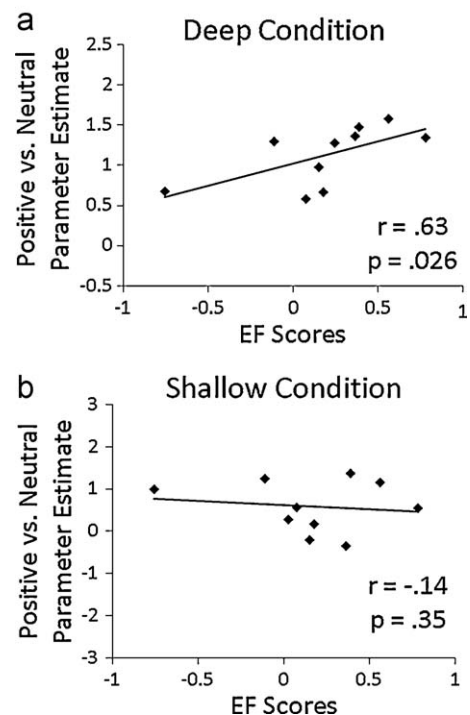 a
Deep Condition
Positive vs. Neutral
Parameter Estimate
2.5
2
1.5
1
0.5
0
-0.5
r = .63
p = .026
-1 -0.5 0 0.5 1
EF Scores
b
Shallow Condition
Positive vs. Neutral
Parameter Estimate
3
2
1
0
-1
-2
-3
r = -.14
p = .35
-1 -0.5 0 0.5 1
EF Scores